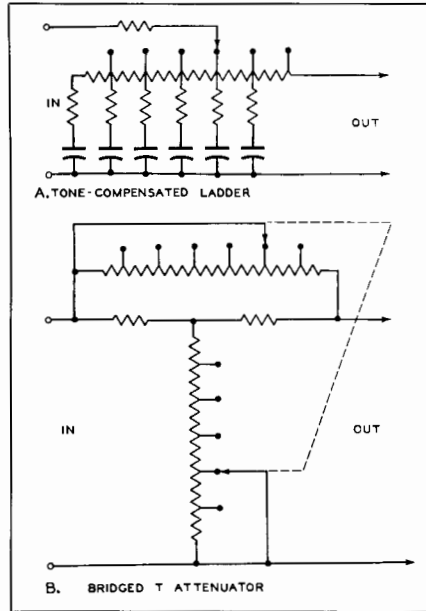 IN
OUT
A. TONE-COMPENSATED LADDER
IN
OUT
B. BRIDGED T ATTENUATOR